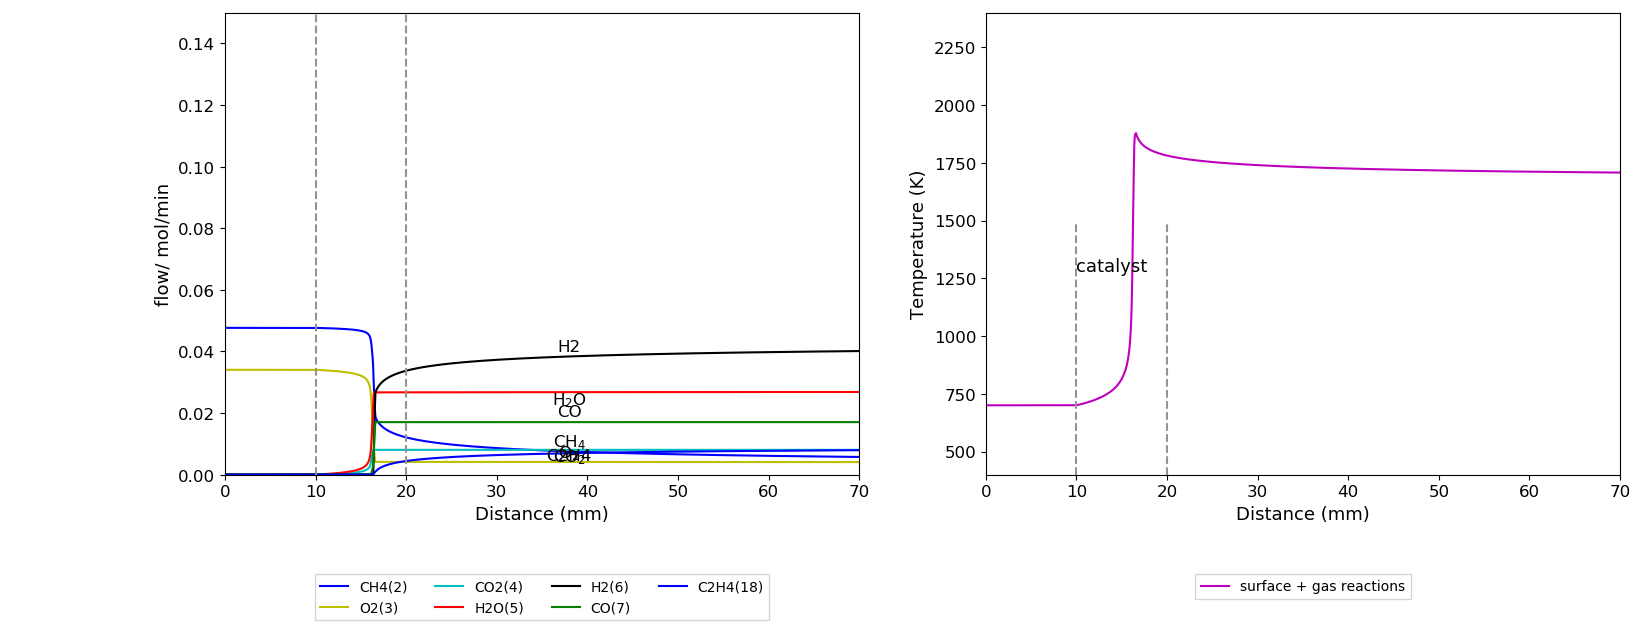 0.14
0.12
0.10
0.08
0.06
0.04
0.02
0.00
flow/ mol/min
H2
H₂O
CO
CH₄
0 10 20 30 40 50 60 70
Distance (mm)
CH4(2) CO2(4) H2(6) C2H4(18)
O2(3) H2O(5) CO(7)
2250
2000
1750
1500
1250
1000
750
500
Temperature (K)
catalyst
0 10 20 30 40 50 60 70
Distance (mm)
surface + gas reactions